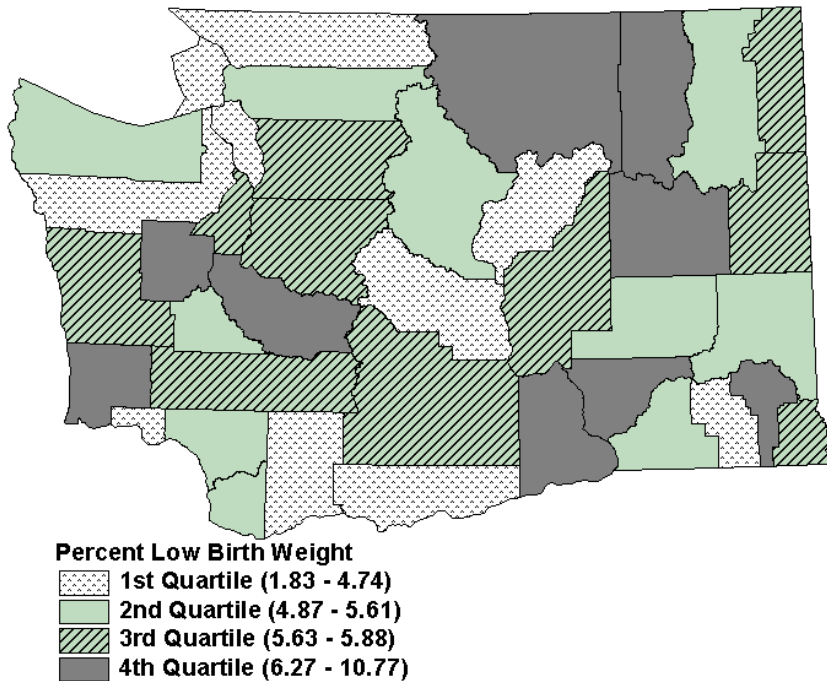 Percent Low Birth Weight
1st Quartile (1.83 - 4.74)
2nd Quartile (4.87 - 5.61)
3rd Quartile (5.63 - 5.88)
4th Quartile (6.27 - 10.77)